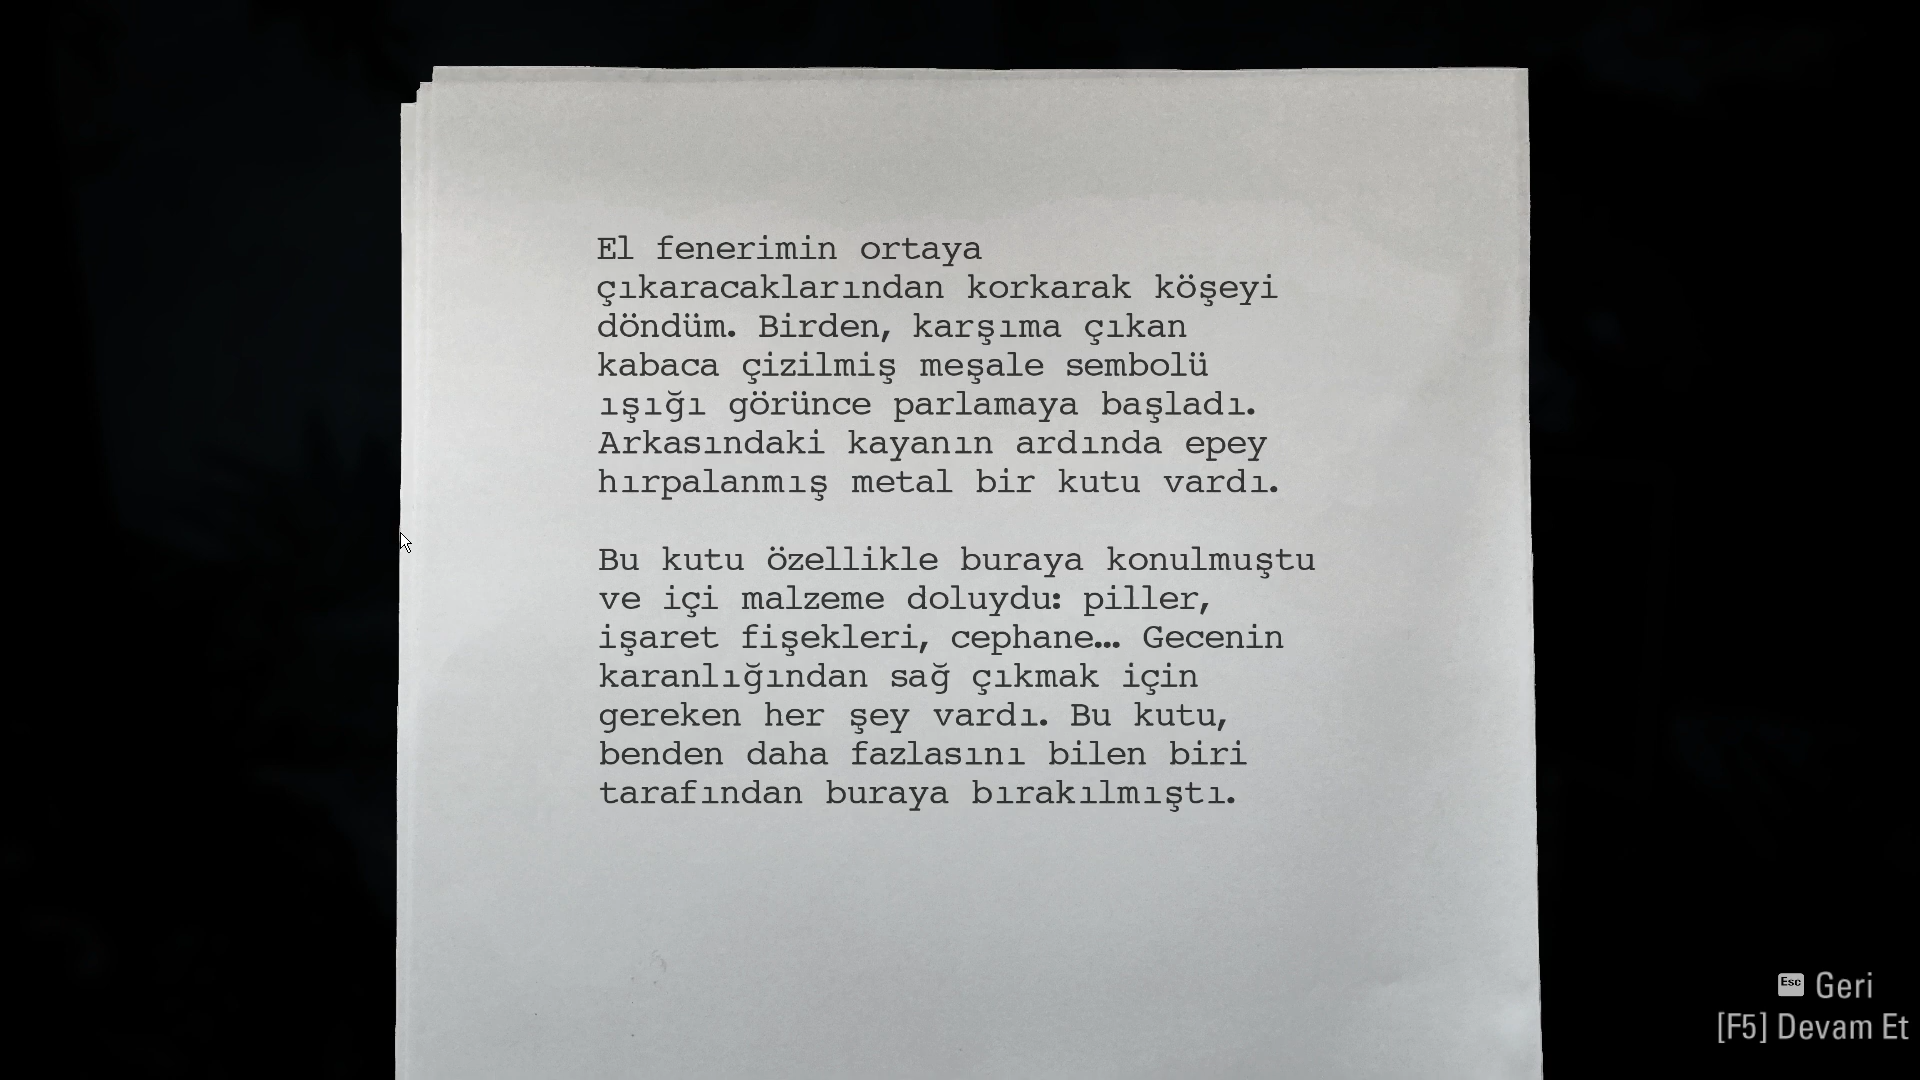 El fenerimin ortaya
çıkaracaklarından korkarak köşeyi
döndüm. Birden, karşıma çıkan
kabaca çizilmiş meşale sembolü
ışığı görünce parlamaya başladı.
Arkasındaki kayanın ardında epey
hırpalanmış metal bir kutu vardı.
Bu kutu özellikle buraya konulmuştu
ve içi malzeme doluydu: piller,
işaret fişekleri, cephane… Gecenin
karanlığından sağ çıkmak için
gereken her şey vardı. Bu kutu,
benden daha fazlasını bilen biri
tarafından buraya bırakılmıştı.
Esc Geri
[F5] Devam Et